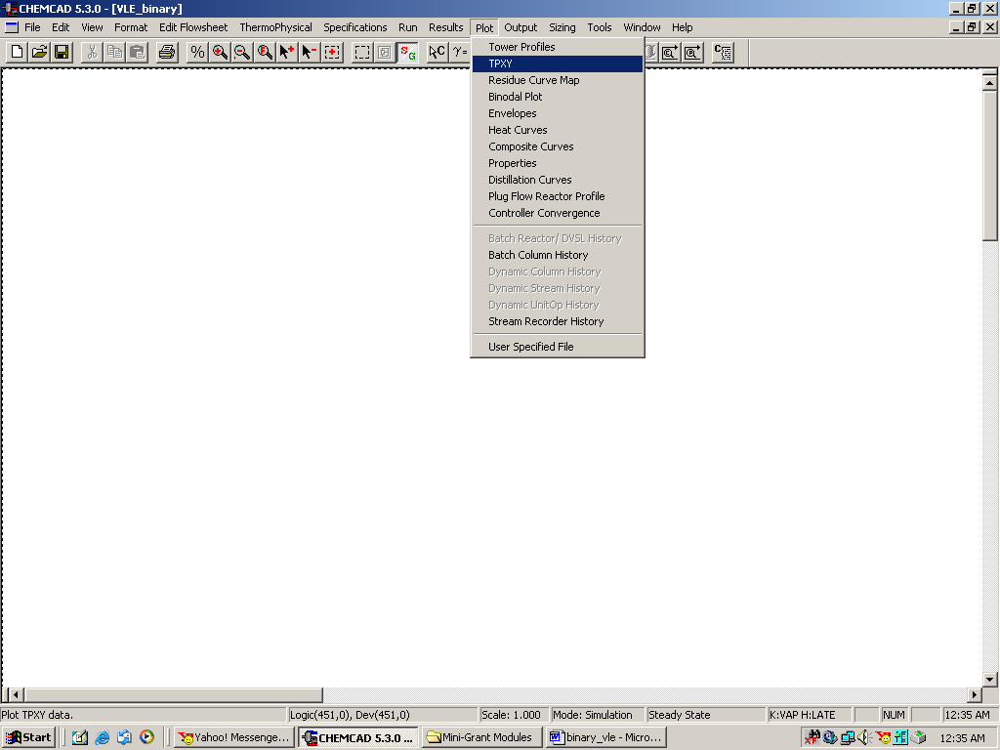 CHEMCAD 5.3.0 - [VLE_binary]
File Edit View Format Edit Flowsheet ThermoPhysical Specifications Run Results Plot Output Sizing Tools Window Help
% S G C γ= C
Tower Profiles
TPXY
Residue Curve Map
Binodal Plot
Envelopes
Heat Curves
Composite Curves
Properties
Distillation Curves
Plug Flow Reactor Profile
Controller Convergence
Batch Reactor/ DVSL History
Batch Column History
Dynamic Column History
Dynamic Stream History
Dynamic UnitOp History
Stream Recorder History
User Specified File
Plot TPXY data. Logic(451,0), Dev(451,0) Scale: 1.000 Mode: Simulation Steady State K:VAP H:LATE NUM 12:35 AM
Start Yahoo! Messenge... CHEMCAD 5.3.0 ... Mini-Grant Modules binary_vle - Micro... 12:35 AM